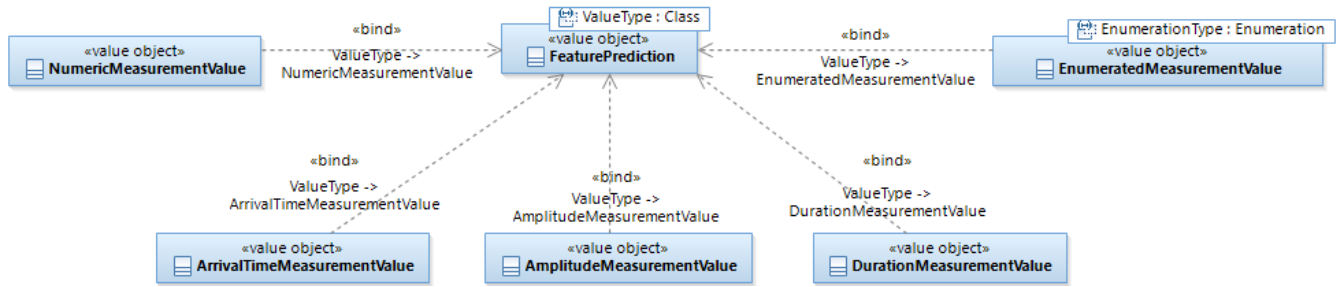 ValueType : Class
«value object»
FeaturePrediction
«bind»
ValueType ->
NumericMeasurementValue
«value object»
NumericMeasurementValue
«bind»
ValueType ->
EnumeratedMeasurementValue
EnumerationType : Enumeration
«value object»
EnumeratedMeasurementValue
«bind»
ValueType ->
ArrivalTimeMeasurementValue
«bind»
ValueType ->
AmplitudeMeasurementValue
«bind»
ValueType ->
DurationMeasurementValue
«value object»
ArrivalTimeMeasurementValue
«value object»
AmplitudeMeasurementValue
«value object»
DurationMeasurementValue